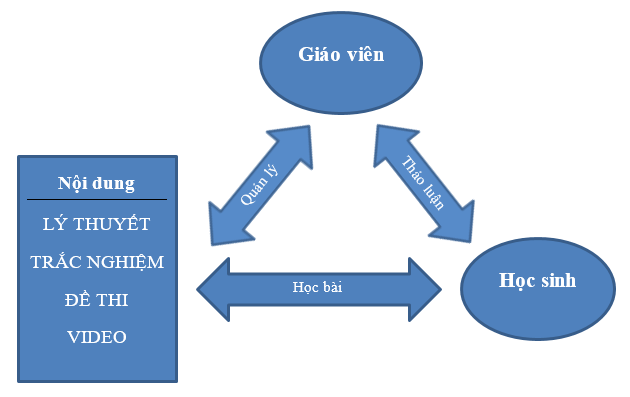 Giáo viên
Quản lý
Thảo luận
Nội dung
LÝ THUYẾT
TRẮC NGHIỆM
ĐỀ THI
VIDEO
Học bài
Học sinh